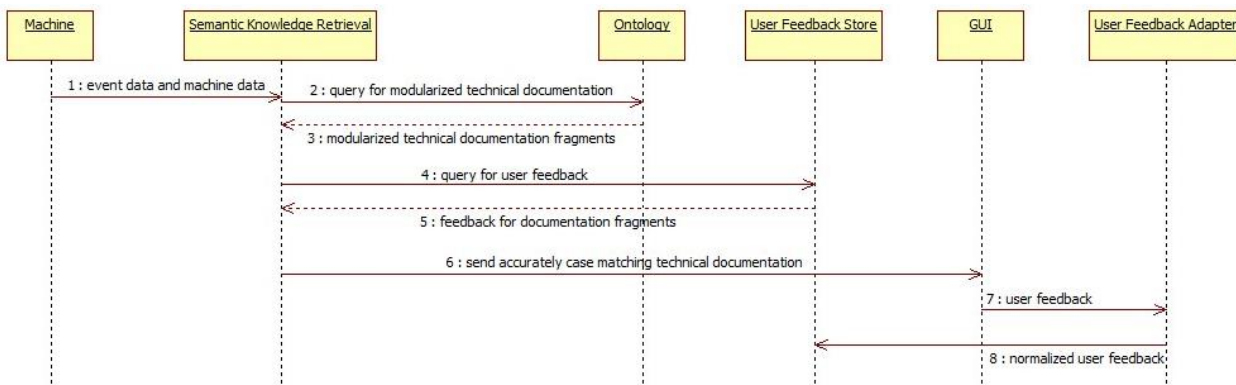 Machine
Semantic Knowledge Retrieval
Ontology
User Feedback Store
GUI
User Feedback Adapter
1 : event data and machine data
2 : query for modularized technical documentation
3 : modularized technical documentation fragments
4 : query for user feedback
5 : feedback for documentation fragments
6 : send accurately case matching technical documentation
7 : user feedback
8 : normalized user feedback